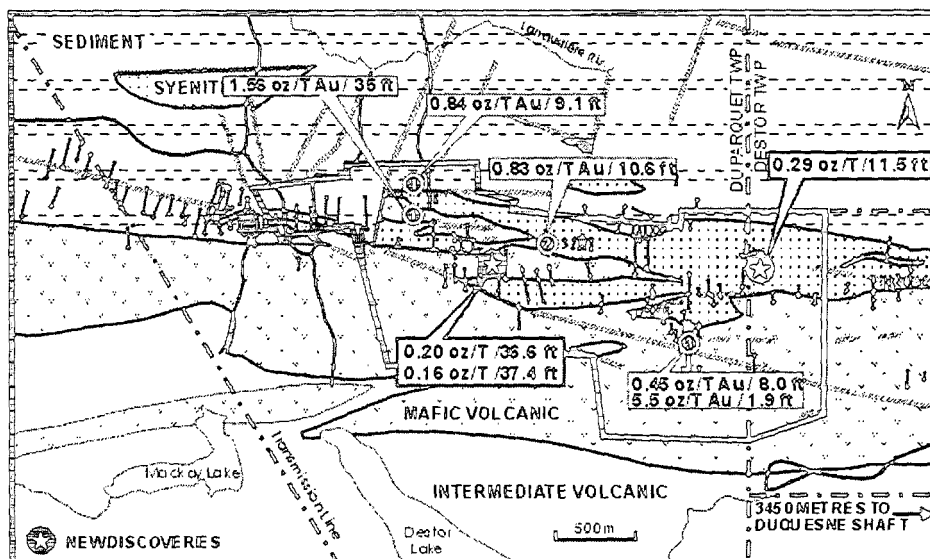 SEDIMENT
SYENIT
1.56 oz/T Au / 35 ft
0.84 oz/T Au / 9.1 ft
0.83 oz/T Au / 10.6 ft
DUPARQUET TWP
DESTOR TWP
N
0.29 oz/T/11.5ft
0.20 oz/T /36.6 ft
0.16 oz/T /37.4 ft
0.45 oz/T Au / 8.0 ft
5.5 oz/T Au / 1.9 ft
MAFIC VOLCANIC
Mackay Lake
Transmission Line
INTERMEDIATE VOLCANIC
Destor
Lake
500m
3450 METRES TO
DUQUESNE SHAFT
NEW DISCOVERIES